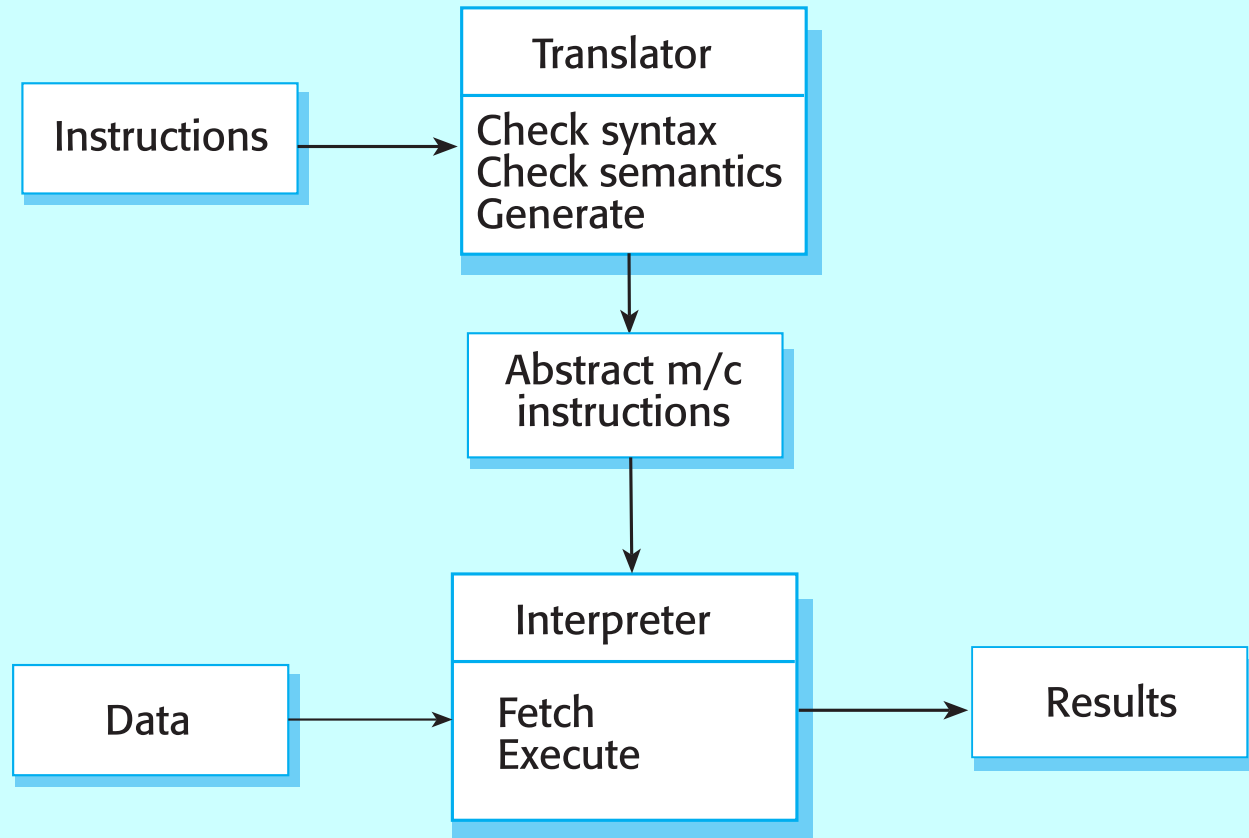 Translator
Instructions
Check syntax
Check semantics
Generate
Abstract m/c
instructions
Interpreter
Data
Fetch
Execute
Results